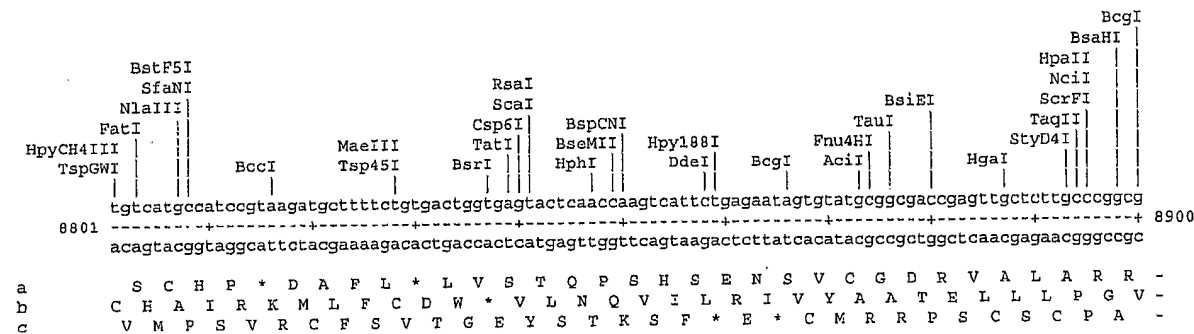 BcgI
BsaHI
BstF5I HpaII
SfaNI RsaI NciI
NlaIII ScaI BsiEI ScrFI
FatI Csp6I BspCNI TauI TaqII
HpyCH4III MaeIII TatI BseMII Hpy188I Fnu4HI StyD4I
TspGWI BccI Tsp45I BsrI HphI DdeI BcgI AciI HgaI
tgtcatgccatccgtaagatgcttttctgtgactggtgagtactcaaccaagtcattctgagaatagtgtatgcggcgaccgagttgctcttgcccggcg
8801 8900
acagtacggtaggcattctacgaaaagacactgaccactcatgagttggttcagtaagactcttatcacatacgccgctggctcaacgagaacgggccgc
a S C H P * D A F L * L V S T Q P S H S E N S V C G D R V A L A R R -
b C H A I R K M L F C D W * V L N Q V I L R I V Y A A T E L L L P G V -
c V M P S V R C F S V T G E Y S T K S F * E * C M R R P S C S C P A -